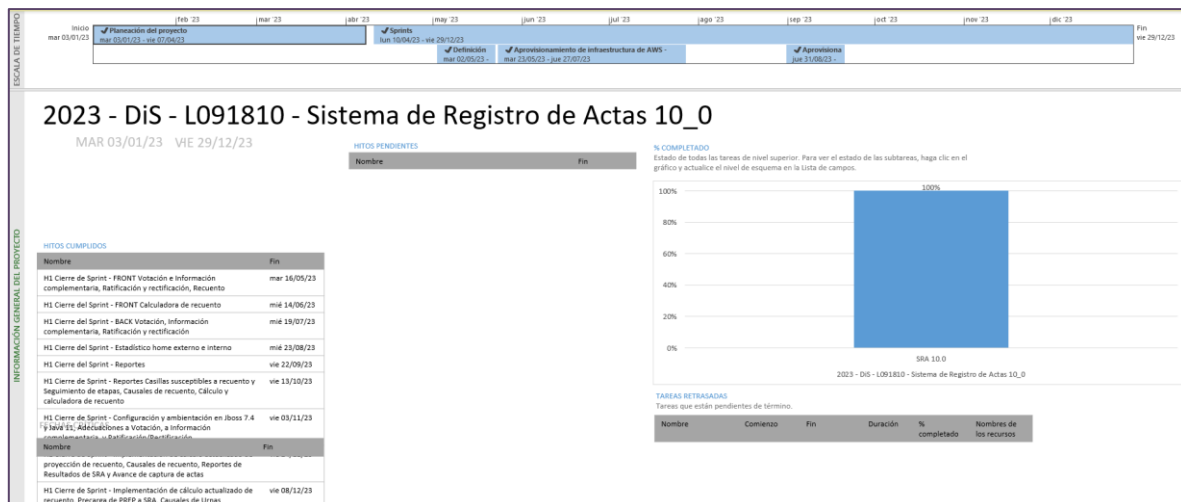 ESCALA DE TIEMPO
feb '23 mar '23 abr '23 may '23 jun '23 jul '23 ago '23 sep '23 oct '23 nov '23 dic '23
Inicio
mar 03/01/23
✔Planeación del proyecto
mar 03/01/23 - vie 07/04/23
✔Sprints
lun 10/04/23 - vie 29/12/23
Fin
vie 29/12/23
✔Definición
mar 02/05/23 -
✔Aprovisionamiento de infraestructura de AWS -
mar 23/05/23 - jue 27/07/23
✔Aprovisiona
jue 31/08/23 -
INFORMACIÓN GENERAL DEL PROYECTO
2023 - DiS - L091810 - Sistema de Registro de Actas 10_0
MAR 03/01/23 VIE 29/12/23
HITOS PENDIENTES
Nombre Fin
HITOS CUMPLIDOS
Nombre Fin
H1 Cierre de Sprint - FRONT Votación e Información mar 16/05/23
complementaria, Ratificación y rectificación, Recuento
H1 Cierre del Sprint - FRONT Calculadora de recuento mié 14/06/23
H1 Cierre del Sprint - BACK Votación, Información mié 19/07/23
complementaria, Ratificación y rectificación
H1 Cierre del Sprint - Estadístico home externo e interno mié 23/08/23
H1 Cierre del Sprint - Reportes vie 22/09/23
H1 Cierre de Sprint - Reportes Casillas susceptibles a recuento y vie 13/10/23
Seguimiento de etapas, Causales de recuento, Cálculo y
calculadora de recuento
H1 Cierre de Sprint - Configuración y ambientación en Jboss 7.4 vie 03/11/23
y Java 11, Adecuaciones a Votación, a Información
complementaria, y Ratificación/Rectificación
FECHAS CRÍTICAS
Nombre Fin
proyección de recuento, Causales de recuento, Reportes de
Resultados de SRA y Avance de captura de actas
H1 Cierre de Sprint - Implementación de cálculo actualizado de vie 08/12/23
recuento, Precarga de PREP a SRA, Causales de Urnas
% COMPLETADO
Estado de todas las tareas de nivel superior. Para ver el estado de las subtareas, haga clic en el
gráfico y actualice el nivel de esquema en la Lista de campos.
100%
100%
80%
60%
40%
20%
0%
SRA 10.0
2023 - DiS - L091810 - Sistema de Registro de Actas 10_0
TAREAS RETRASADAS
Tareas que están pendientes de término.
Nombre Comienzo Fin Duración % completado Nombres de los recursos